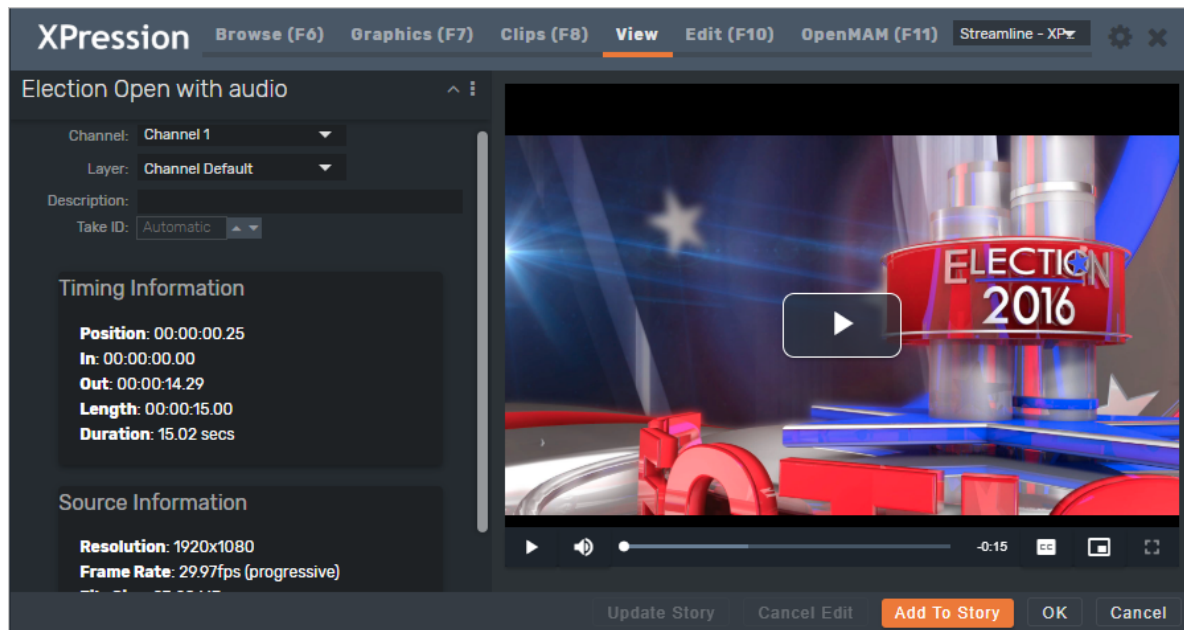 XPression Browse (F6) Graphics (F7) Clips (F8) View Edit (F10) OpenMAM (F11) Streamline - XP
Election Open with audio
Channel: Channel 1
Layer: Channel Default
Description:
Take ID: Automatic
Timing Information
Position: 00:00:00.25
In: 00:00:00.00
Out: 00:00:14.29
Length: 00:00:15.00
Duration: 15.02 secs
Source Information
Resolution: 1920x1080
Frame Rate: 29.97fps (progressive)
ELECTION
2016
-0:15 CC
Update Story Cancel Edit Add To Story OK Cancel